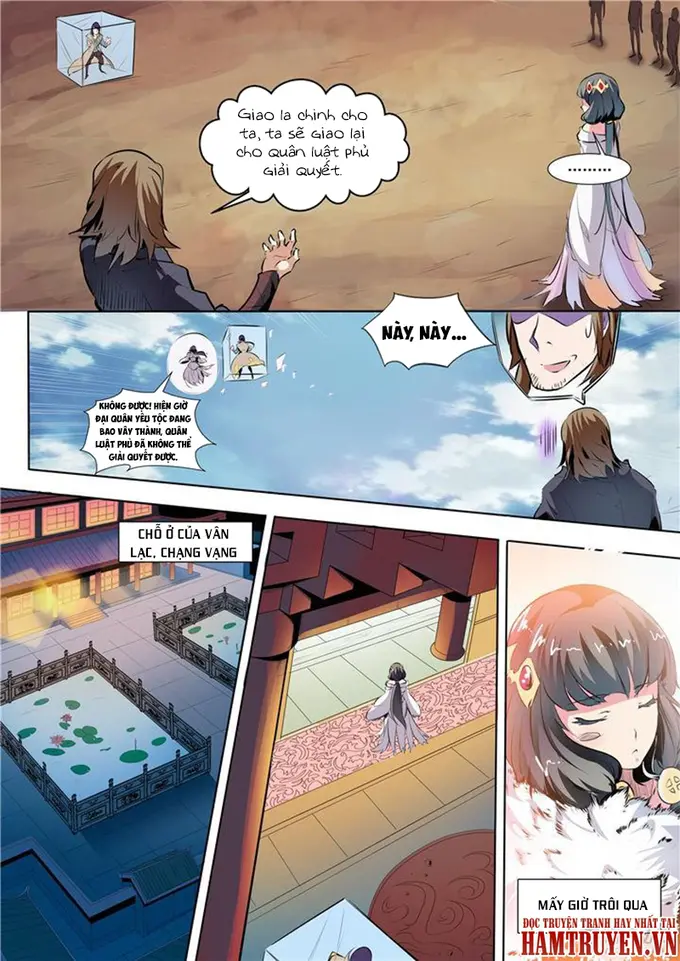 Giao la chinh cho
ta, ta sẽ Giao lại
cho Quân luật phủ
Giải Quyết.
.........
NÀY, NÀY...
KHÔNG ĐƯỢC! HIỆN GIỜ
ĐẠI QUÂN YÊU TỘC ĐANG
BAO VÂY THÀNH, QUÂN
LUẬT PHỦ ĐÃ KHÔNG THỂ
GIẢI QUYẾT ĐƯỢC.
CHỖ Ở CỦA VÂN
LẠC, CHẠNG VẠNG
MẤY GIỜ TRÔI QUA
ĐỌC TRUYỆN TRANH HAY NHẤT TẠI
HAMTRUYEN.VN